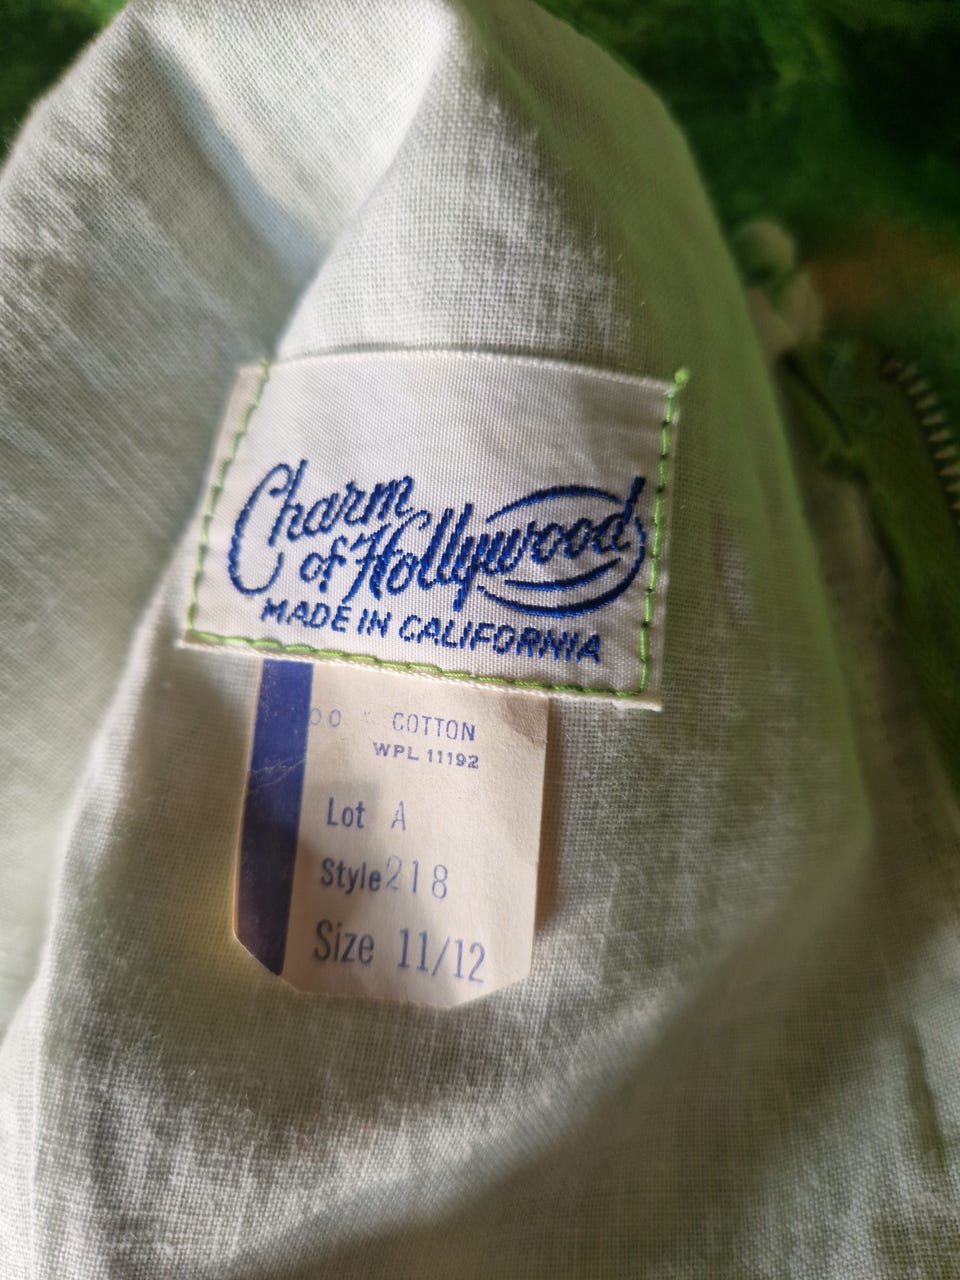 Charm
of Hollywood
MADE IN CALIFORNIA
COTTON
WPL 11192
Lot A
Style 218
Size 11/12